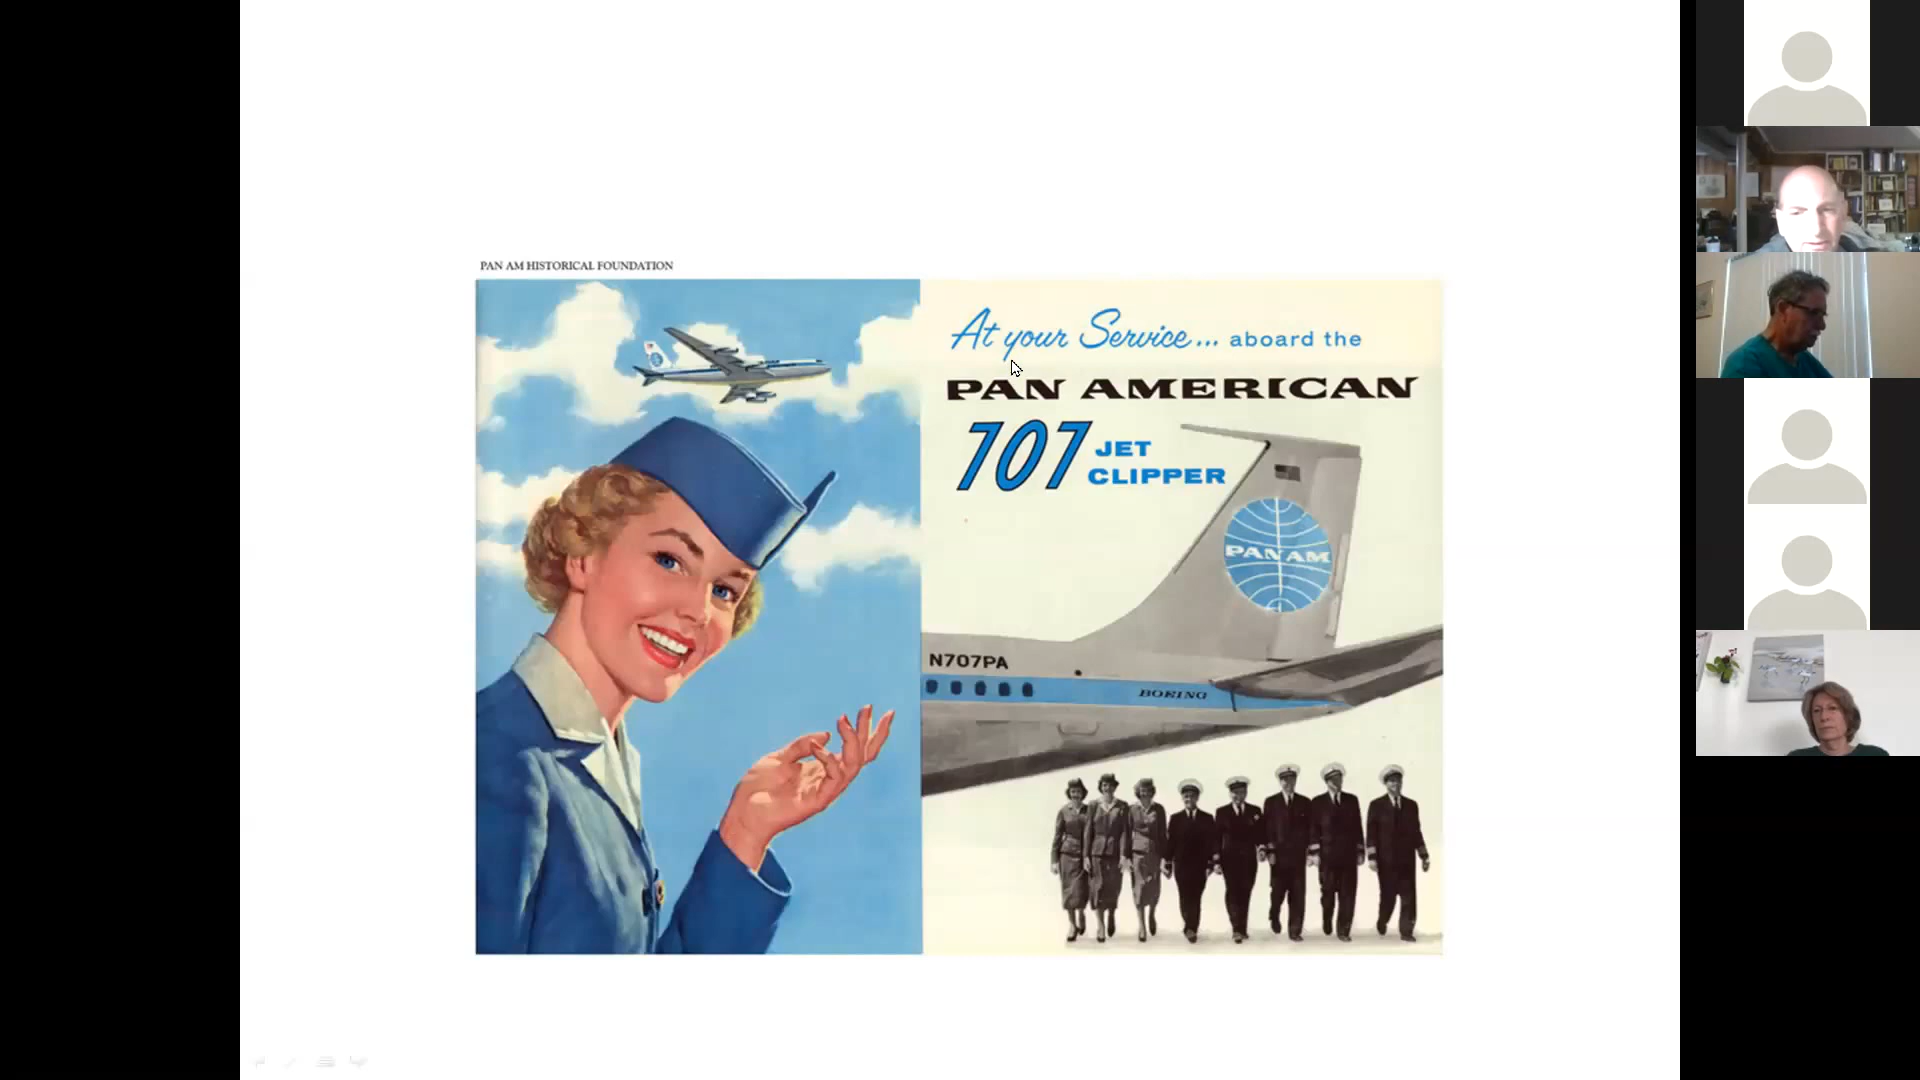 PAN AM HISTORICAL FOUNDATION
At your Service... aboard the
PAN AMERICAN
707 JET
CLIPPER
PAN AM
N707PA
BOEING